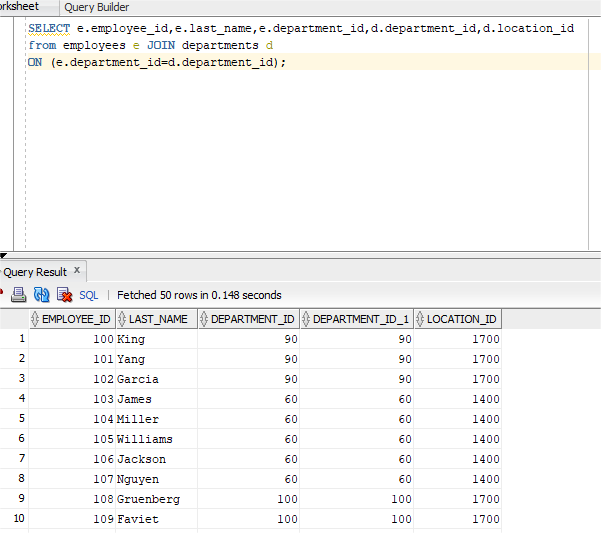 orksheet Query Builder
SELECT e.employee_id,e.last_name,e.department_id,d.department_id,d.location_id
from employees e JOIN departments d
ON (e.department_id=d.department_id);
Query Result x
SQL | Fetched 50 rows in 0.148 seconds
EMPLOYEE_ID LAST_NAME DEPARTMENT_ID DEPARTMENT_ID_1 LOCATION_ID
1 100 King 90 90 1700
2 101 Yang 90 90 1700
3 102 Garcia 90 90 1700
4 103 James 60 60 1400
5 104 Miller 60 60 1400
6 105 Williams 60 60 1400
7 106 Jackson 60 60 1400
8 107 Nguyen 60 60 1400
9 108 Gruenberg 100 100 1700
10 109 Faviet 100 100 1700